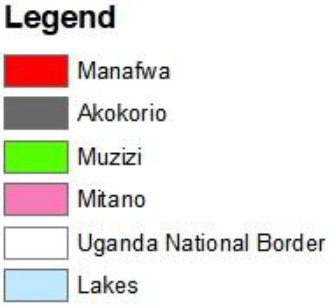 Legend
Manafwa
Akokorio
Muzizi
Mitano
Uganda National Border
Lakes